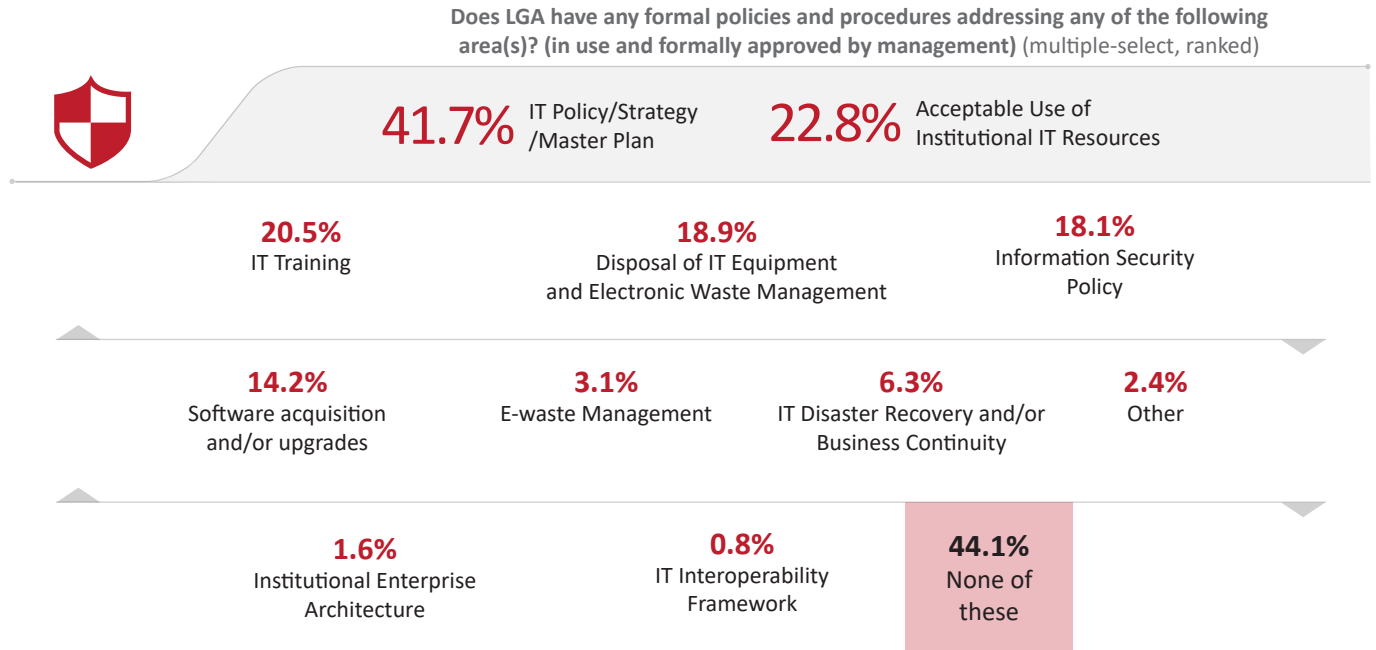 Does LGA have any formal policies and procedures addressing any of the following
area(s)? (in use and formally approved by management) (multiple-select, ranked)
41.7%
IT Policy/Strategy
/Master Plan
22.8%
Acceptable Use of
Institutional IT Resources
20.5%
IT Training
18.9%
Disposal of IT Equipment
and Electronic Waste Management
18.1%
Information Security
Policy
14.2%
Software acquisition
and/or upgrades
3.1%
E-waste Management
6.3%
IT Disaster Recovery and/or
Business Continuity
2.4%
Other
1.6%
Institutional Enterprise
Architecture
0.8%
IT Interoperability
Framework
44.1%
None of
these